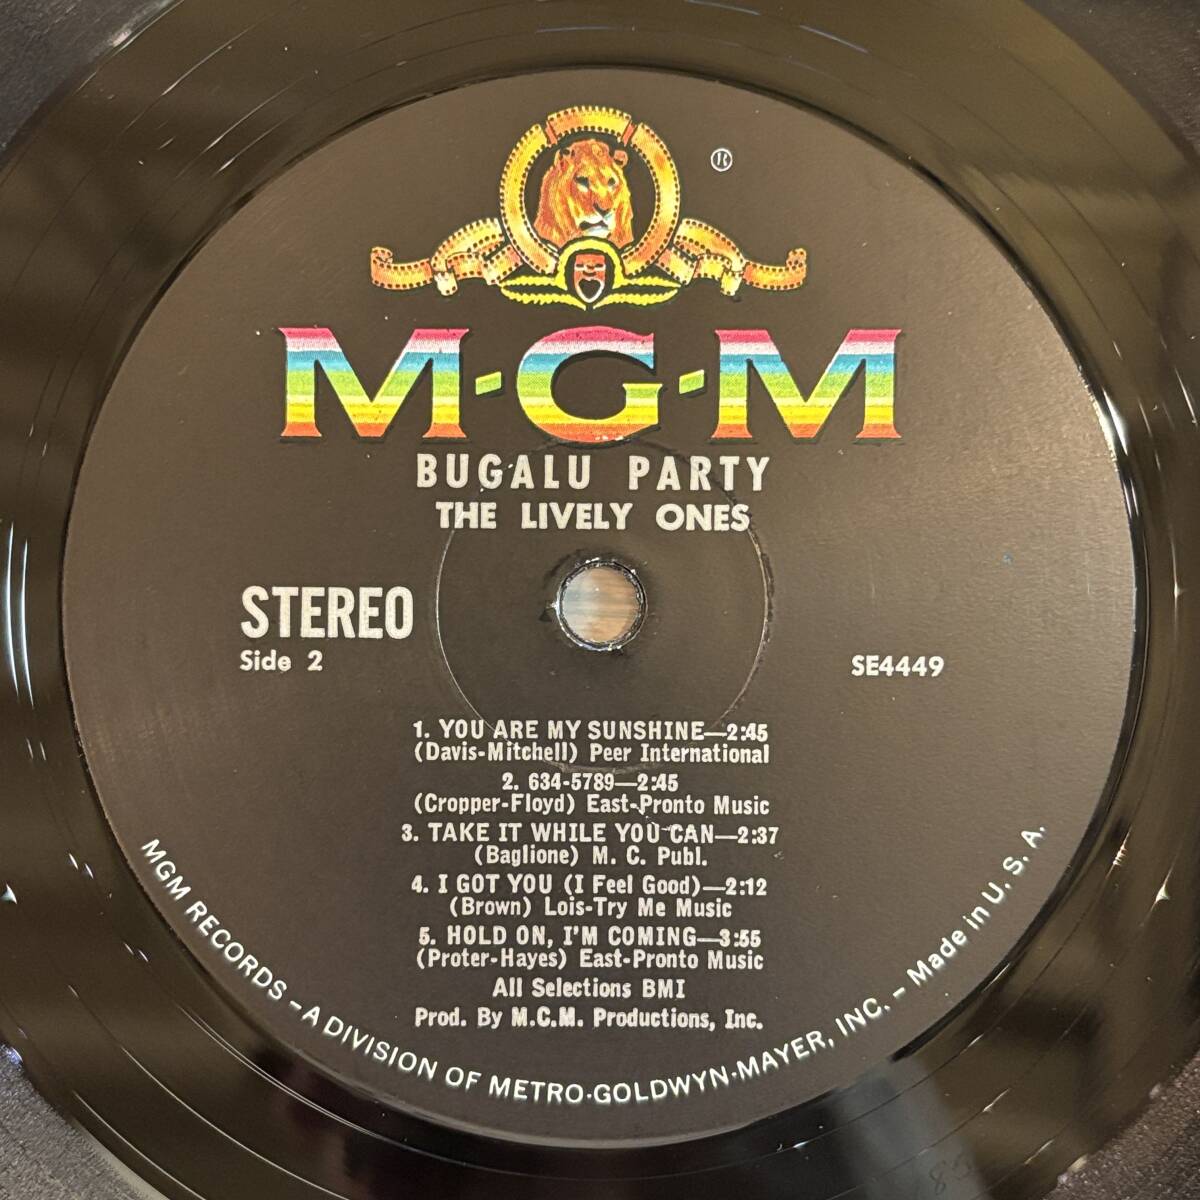 ®
M·G·M
BUGALU PARTY
THE LIVELY ONES
STEREO
Side 2
SE4449
1. YOU ARE MY SUNSHINE—2:45
(Davis-Mitchell) Peer International
2. 634-5789—2:45
(Cropper-Floyd) East-Pronto Music
3. TAKE IT WHILE YOU CAN—2:37
(Baglione) M. C. Publ.
4. I GOT YOU (I Feel Good)—2:12
(Brown) Lois-Try Me Music
5. HOLD ON, I'M COMING—3:55
(Proter-Hayes) East-Pronto Music
All Selections BMI
Prod. By M.C.M. Productions, Inc.
MGM RECORDS – A DIVISION OF METRO-GOLDWYN-MAYER, INC. – Made in U. S. A.